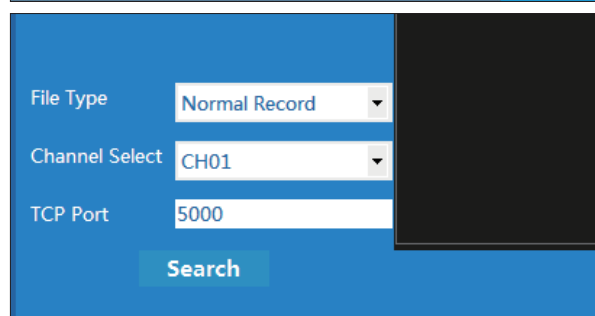 File Type Normal Record
Channel Select CH01
TCP Port 5000
Search